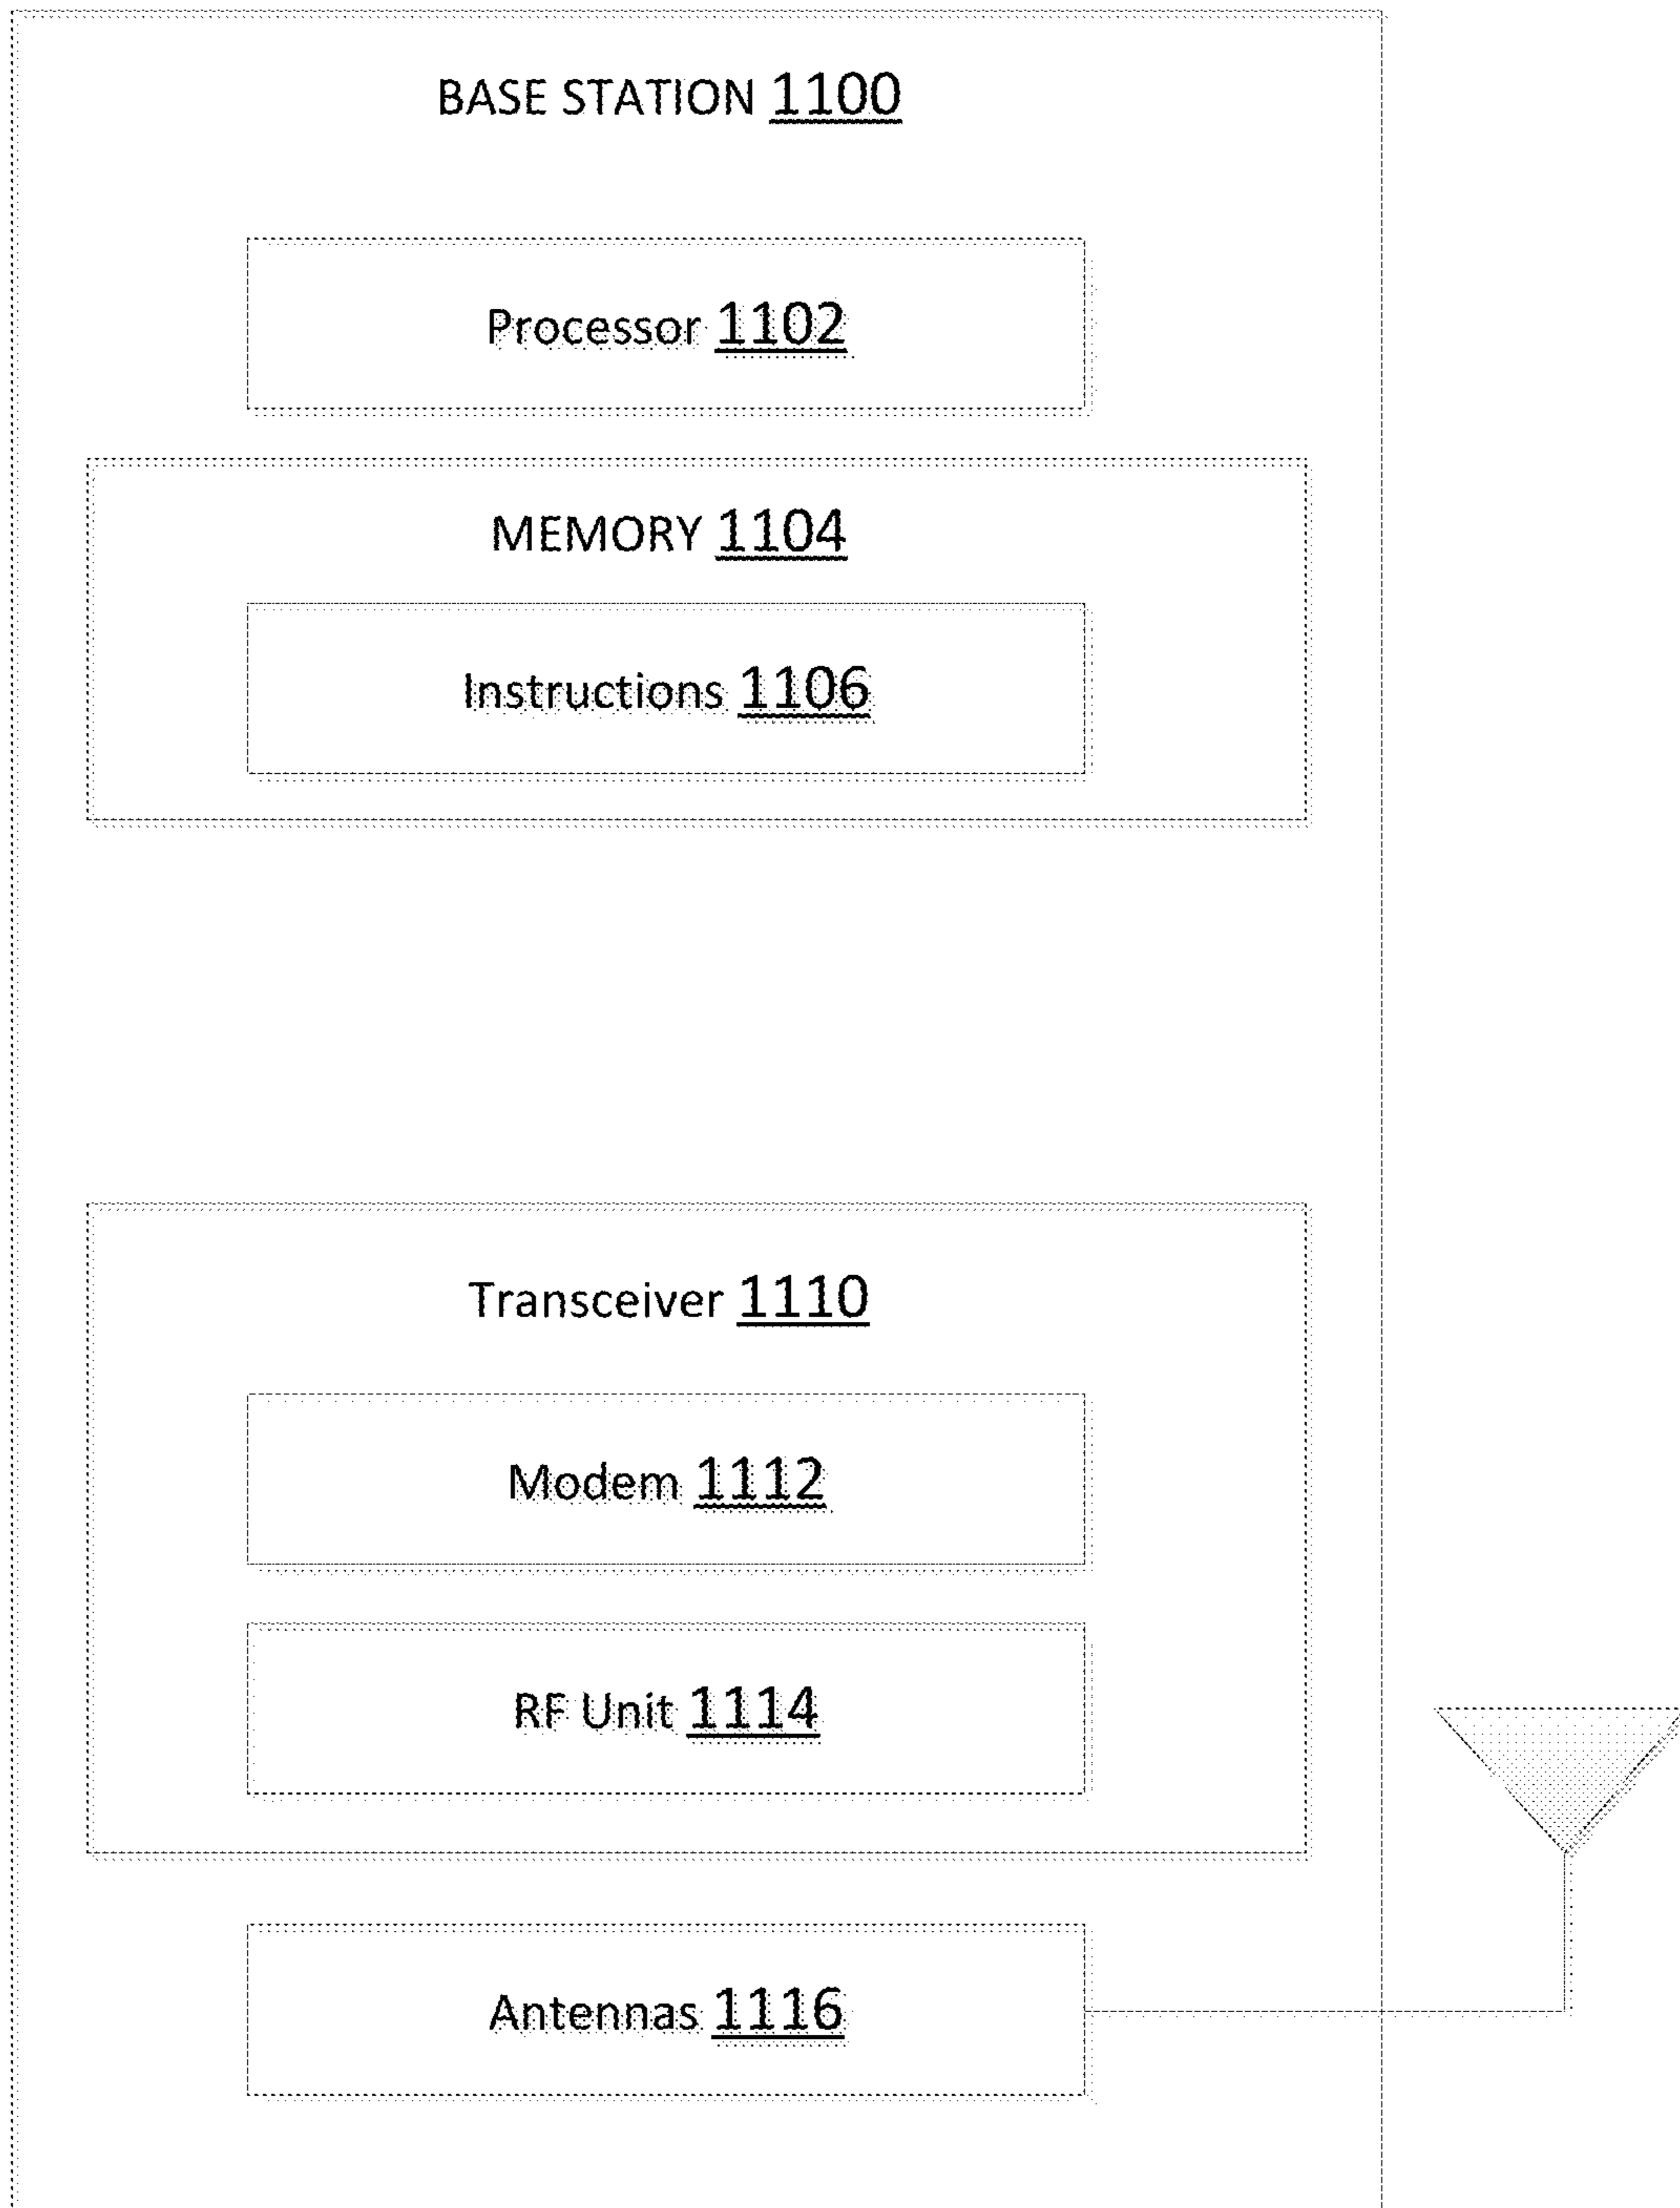 BASE STATION 1100
Processor 1102
MEMORY 1104
Instructions 1106
Transceiver 1110
Modem 1112
RF Unit 1114
Antennas 1116